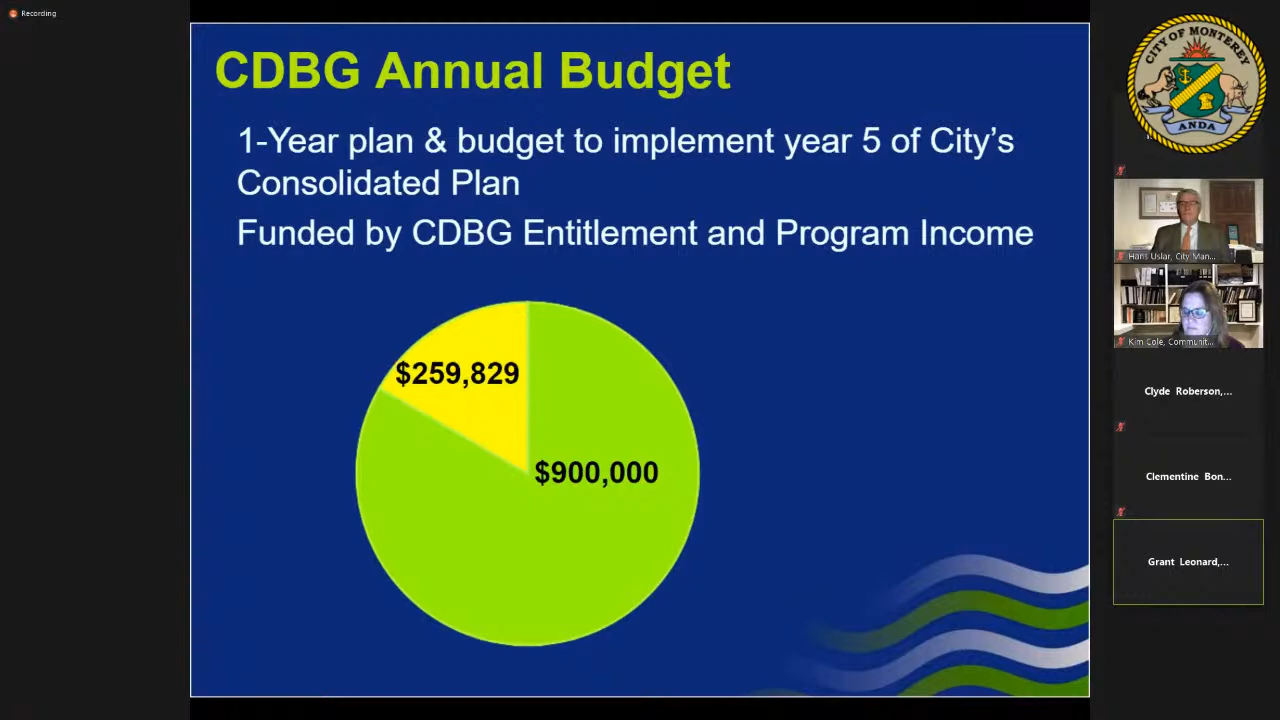 Recording
CDBG Annual Budget
1-Year plan & budget to implement year 5 of City's
Consolidated Plan
Funded by CDBG Entitlement and Program Income
$259,829
$900,000
CITY OF MONTEREY
ANDA
Hans Uslar, City Man...
Kim Cole, Communit...
Clyde Roberson,...
Clementine Bon...
Grant Leonard,...